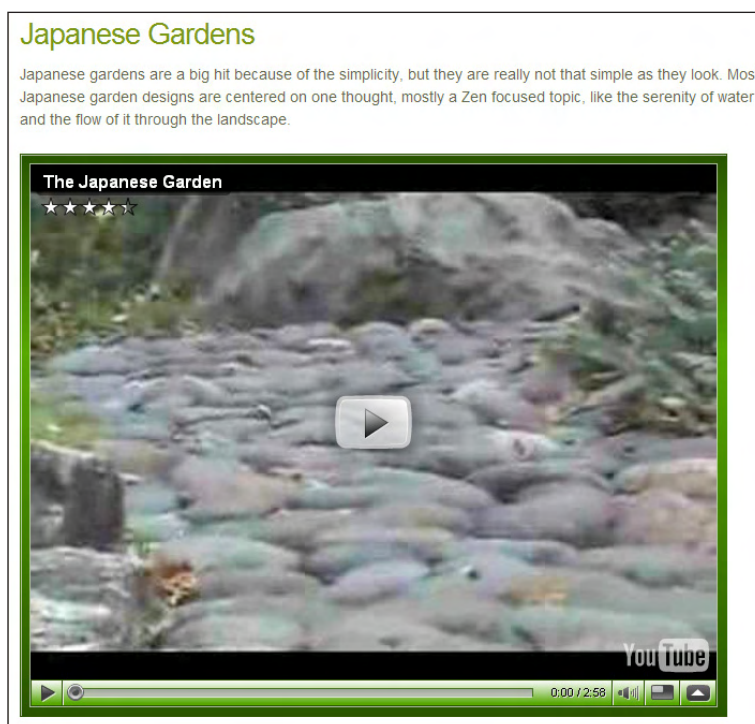 Japanese Gardens
Japanese gardens are a big hit because of the simplicity, but they are really not that simple as they look. Mos
Japanese garden designs are centered on one thought, mostly a Zen focused topic, like the serenity of water
and the flow of it through the landscape.
The Japanese Garden
YouTube
0:00 / 2:58